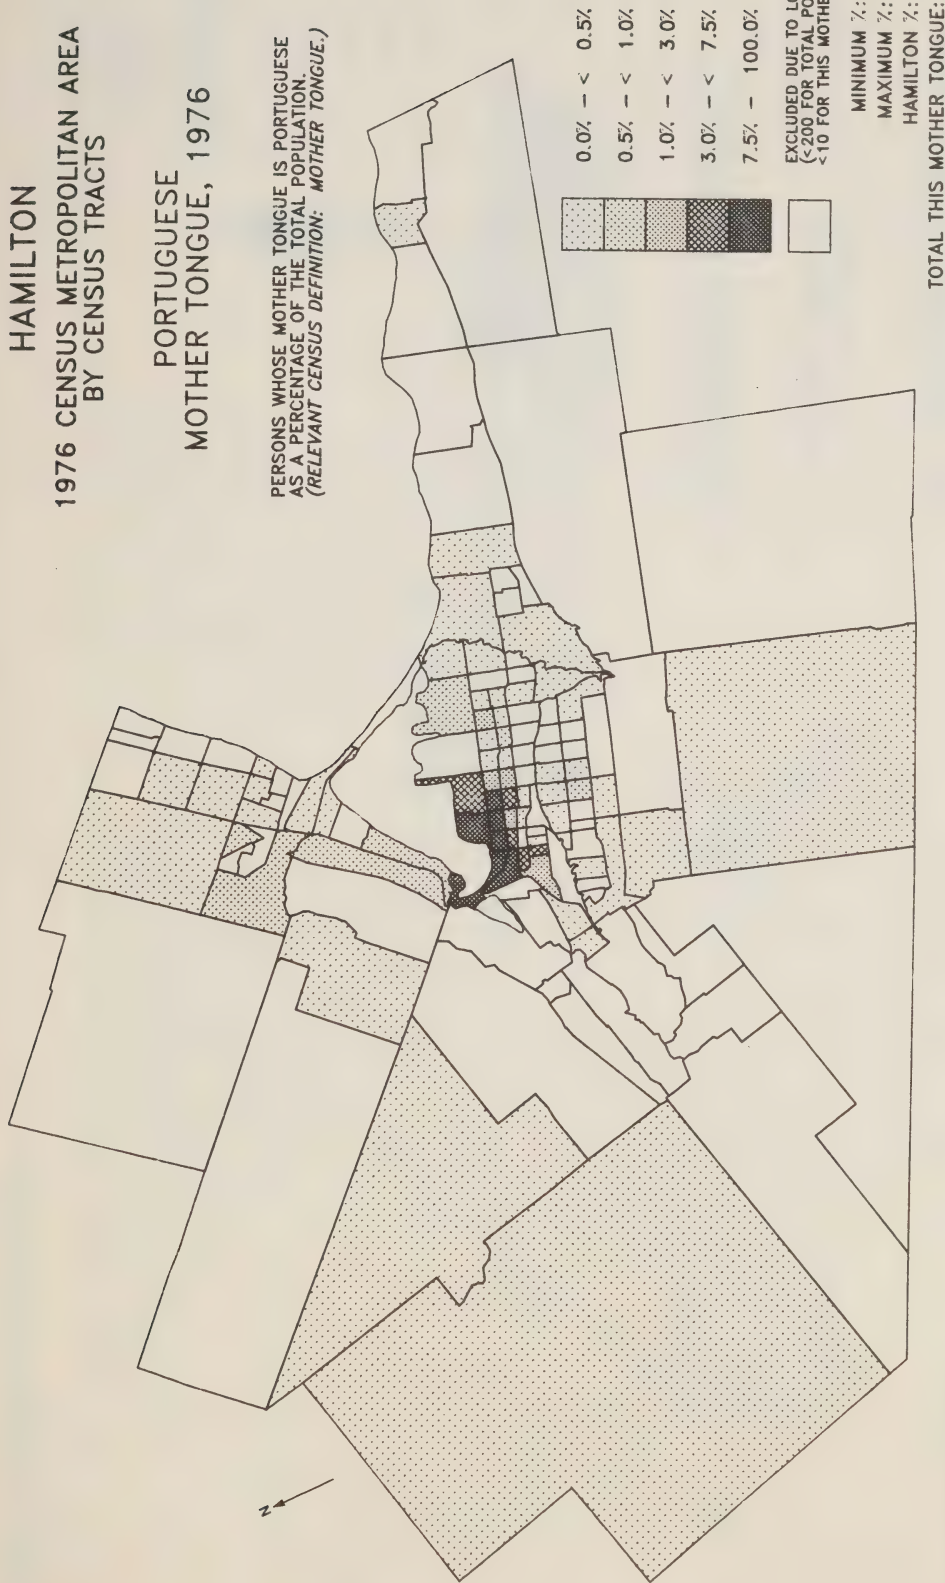 HAMILTON
1976 CENSUS METROPOLITAN AREA
BY CENSUS TRACTS
PORTUGUESE
MOTHER TONGUE, 1976
PERSONS WHOSE MOTHER TONGUE IS PORTUGUESE
AS A PERCENTAGE OF THE TOTAL POPULATION.
(RELEVANT CENSUS DEFINITION: MOTHER TONGUE.)
0.0% - < 0.5%
0.5% - < 1.0%
1.0% - < 3.0%
3.0% - < 7.5%
7.5% - 100.0%
EXCLUDED DUE TO
(<200 FOR TOTAL
<10 FOR THIS
MINIMUM %:
MAXIMUM %:
HAMILTON %:
TOTAL THIS MOTHER TONGUE:
N